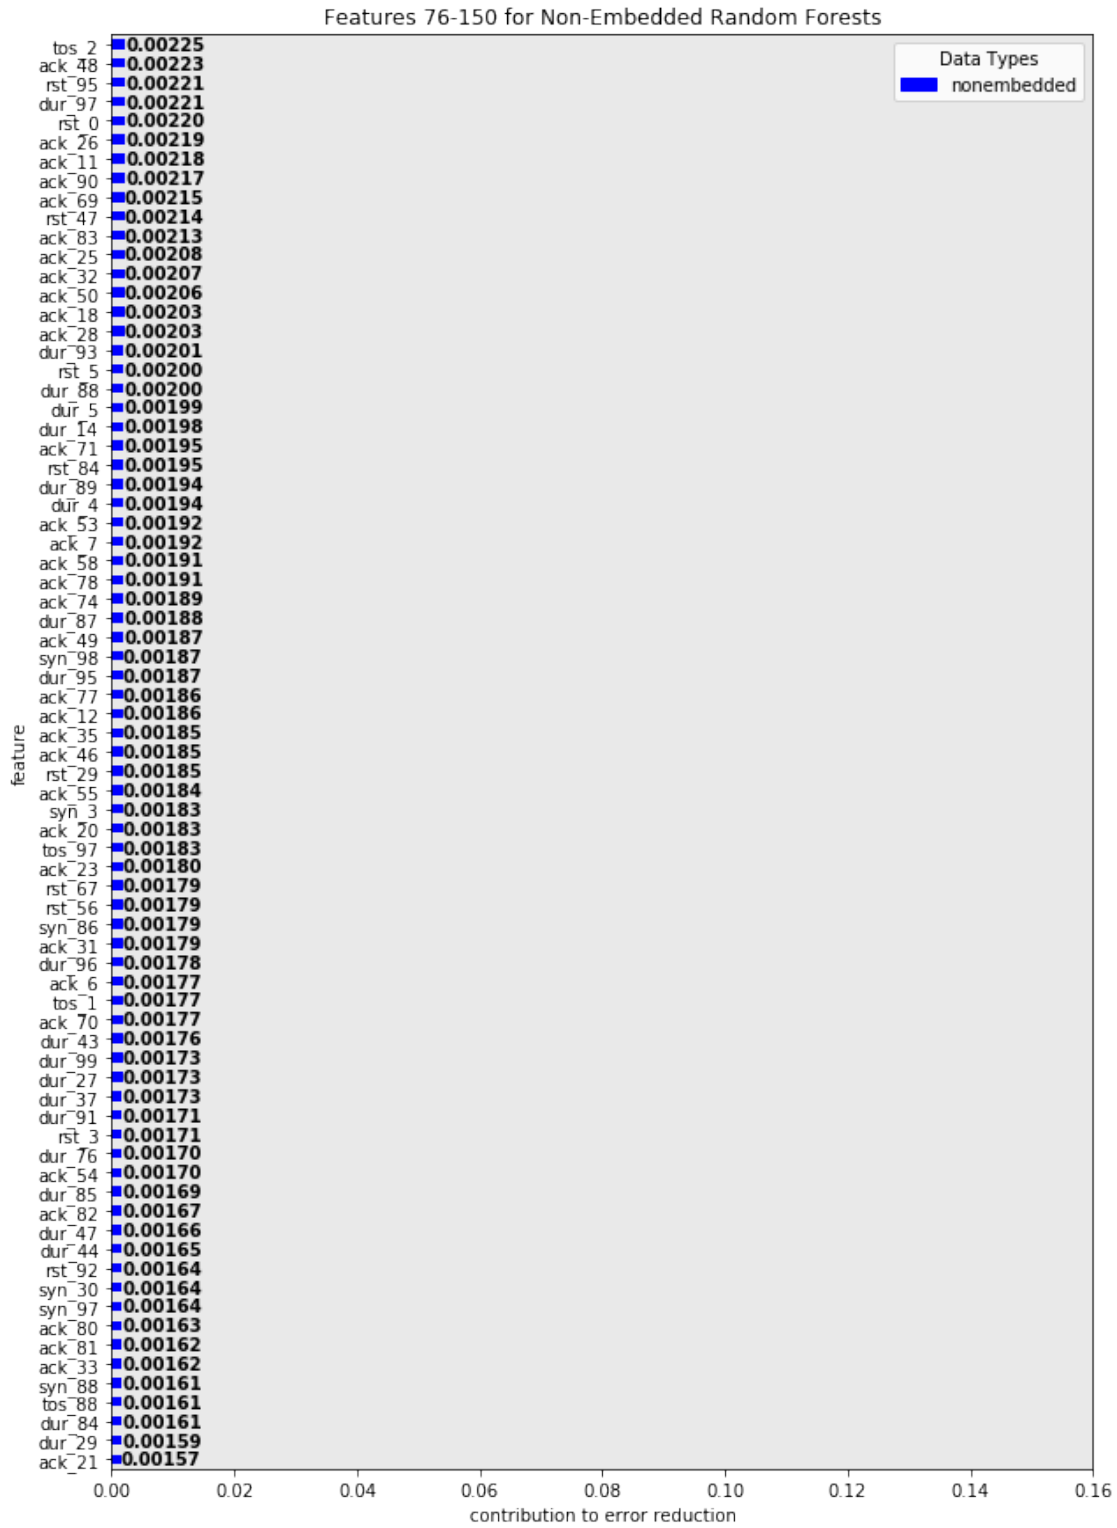 Features 76-150 for Non-Embedded Random Forests
Data Types
nonembedded
tos_2 0.00225
ack_48 0.00223
rst_95 0.00221
dur_97 0.00221
rst_0 0.00220
ack_26 0.00219
ack_11 0.00218
ack_90 0.00217
ack_69 0.00215
rst_47 0.00214
ack_83 0.00213
ack_25 0.00208
ack_32 0.00207
ack_50 0.00206
ack_18 0.00203
ack_28 0.00203
dur_93 0.00201
rst_5 0.00200
dur_88 0.00200
dur_5 0.00199
dur_14 0.00198
ack_71 0.00195
rst_84 0.00195
dur_89 0.00194
dur_4 0.00194
ack_53 0.00192
ack_7 0.00192
ack_58 0.00191
ack_78 0.00191
ack_74 0.00189
dur_87 0.00188
ack_49 0.00187
syn_98 0.00187
dur_95 0.00187
ack_77 0.00186
ack_12 0.00186
ack_35 0.00185
ack_46 0.00185
rst_29 0.00185
ack_55 0.00184
syn_3 0.00183
ack_20 0.00183
tos_97 0.00183
ack_23 0.00180
rst_67 0.00179
rst_56 0.00179
syn_86 0.00179
ack_31 0.00179
dur_96 0.00178
ack_6 0.00177
tos_1 0.00177
ack_70 0.00177
dur_43 0.00176
dur_99 0.00173
dur_27 0.00173
dur_37 0.00173
dur_91 0.00171
rst_3 0.00171
dur_76 0.00170
ack_54 0.00170
dur_85 0.00169
ack_82 0.00167
dur_47 0.00166
dur_44 0.00165
rst_92 0.00164
syn_30 0.00164
syn_97 0.00164
ack_80 0.00163
ack_81 0.00162
ack_33 0.00162
syn_88 0.00161
tos_88 0.00161
dur_84 0.00161
dur_29 0.00159
ack_21 0.00157
feature
0.00 0.02 0.04 0.06 0.08 0.10 0.12 0.14 0.16
contribution to error reduction